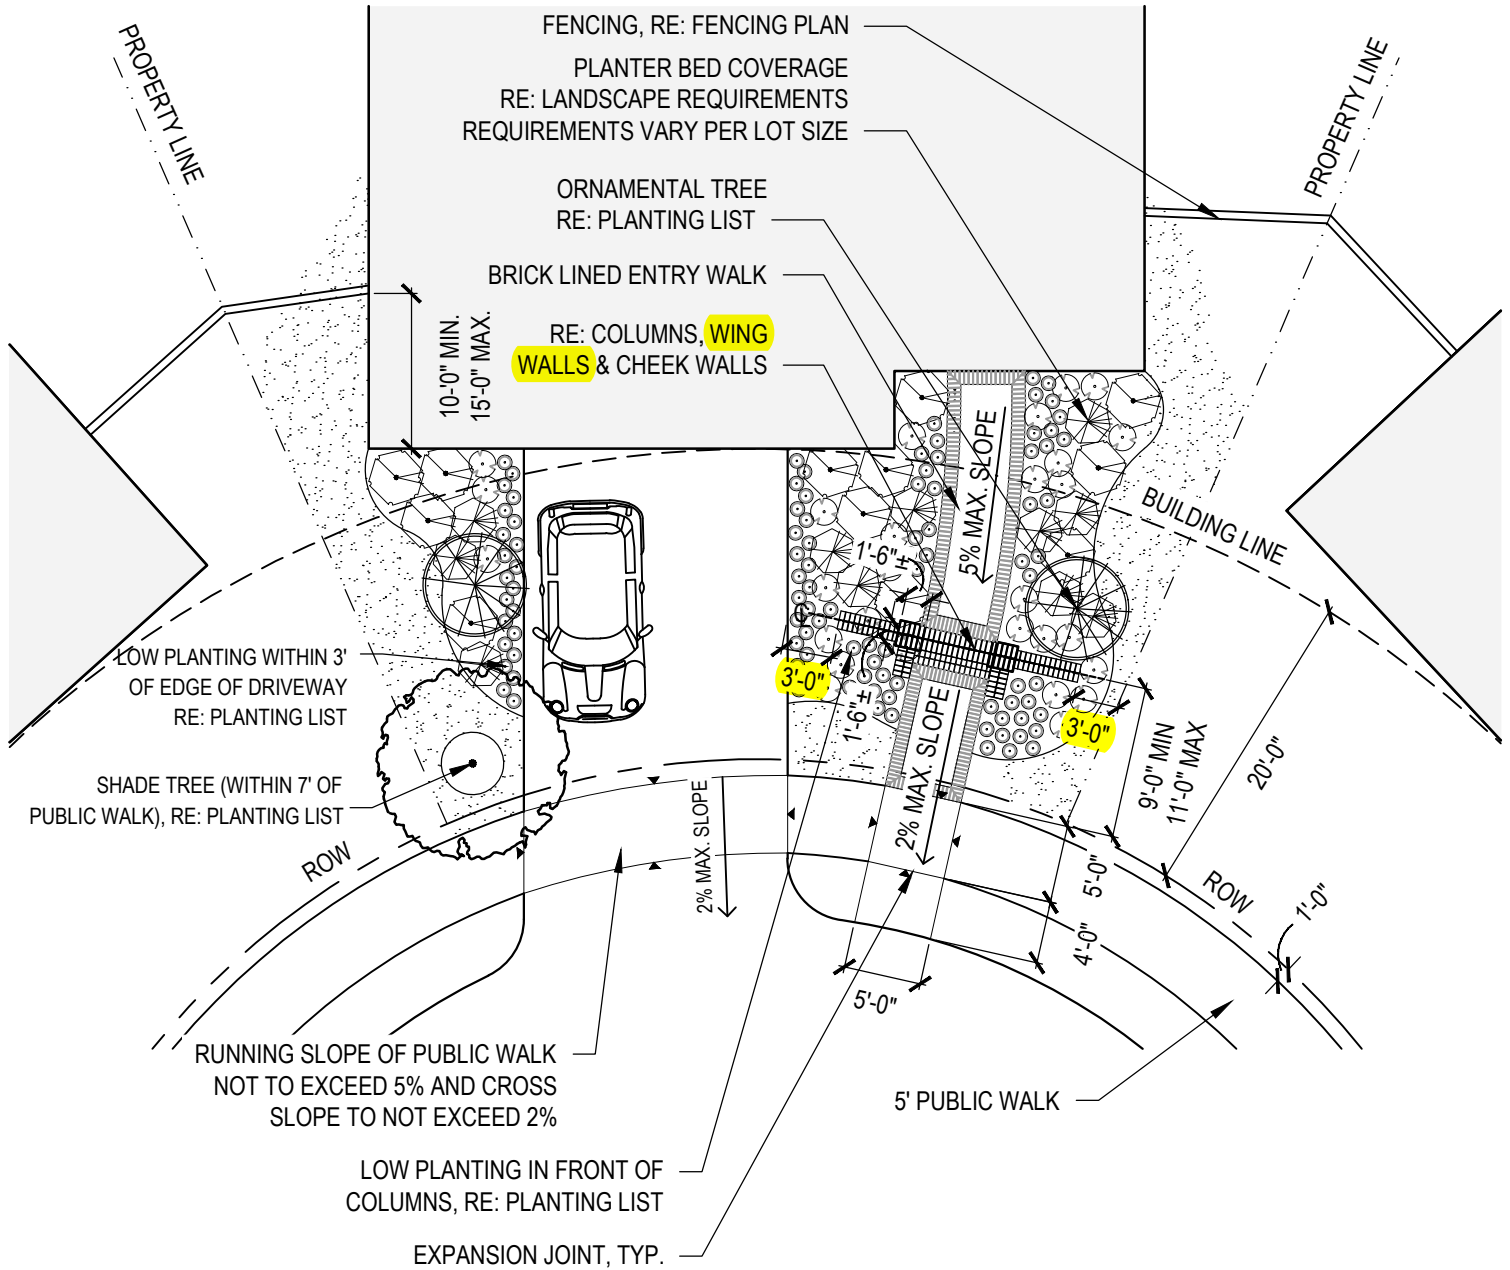 FENCING, RE: FENCING PLAN
PLANTER BED COVERAGE
RE: LANDSCAPE REQUIREMENTS
REQUIREMENTS VARY PER LOT SIZE
ORNAMENTAL TREE
RE: PLANTING LIST
BRICK LINED ENTRY WALK
RE: COLUMNS, WING
WALLS & CHEEK WALLS
PROPERTY LINE
PROPERTY LINE
10-'0" MIN.
15'-0" MAX.
5% MAX. SLOPE
BUILDING LINE
1'-6"±
LOW PLANTING WITHIN 3'
OF EDGE OF DRIVEWAY
RE: PLANTING LIST
3'-0"
1'-6"±
3'-0"
9'-0" MIN
11'-0" MAX
20'-0"
SHADE TREE (WITHIN 7' OF
PUBLIC WALK), RE: PLANTING LIST
2% MAX. SLOPE
2% MAX. SLOPE
ROW
ROW
5'-0"
4'-0"
1'-0"
5'-0"
RUNNING SLOPE OF PUBLIC WALK
NOT TO EXCEED 5% AND CROSS
SLOPE TO NOT EXCEED 2%
5' PUBLIC WALK
LOW PLANTING IN FRONT OF
COLUMNS, RE: PLANTING LIST
EXPANSION JOINT, TYP.